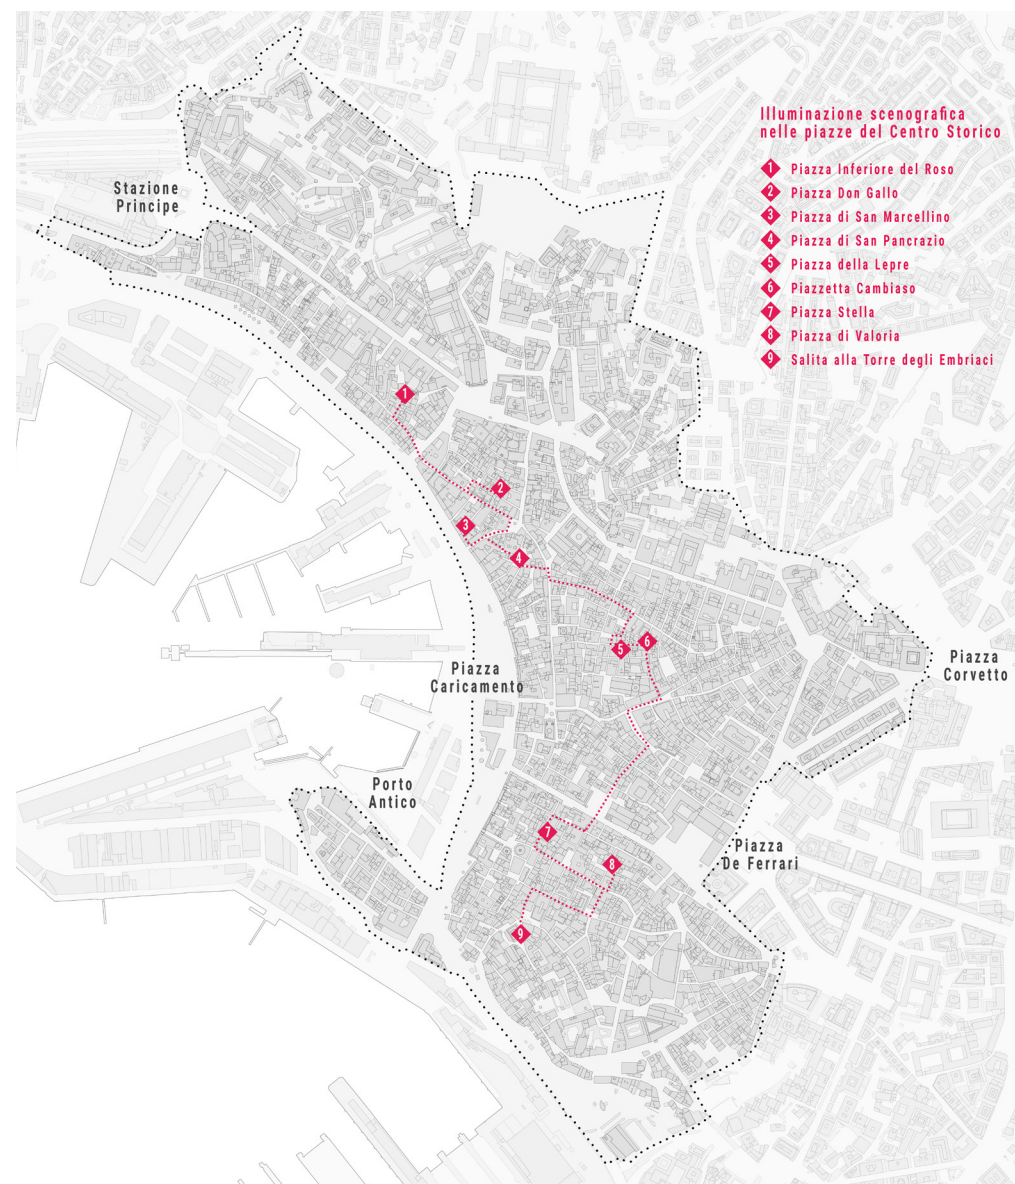 Illuminazione scenografica
nelle piazze del Centro Storico
1 Piazza Inferiore del Roso
2 Piazza Don Gallo
3 Piazza di San Marcellino
4 Piazza di San Pancrazio
5 Piazza della Lepre
6 Piazzetta Cambiaso
7 Piazza Stella
8 Piazza di Valoria
9 Salita alla Torre degli Embriaci
Stazione
Principe
1
2
3
4
5
6
Piazza
Corvetto
Piazza
Caricamento
Porto
Antico
7
8
Piazza
De Ferrari
9